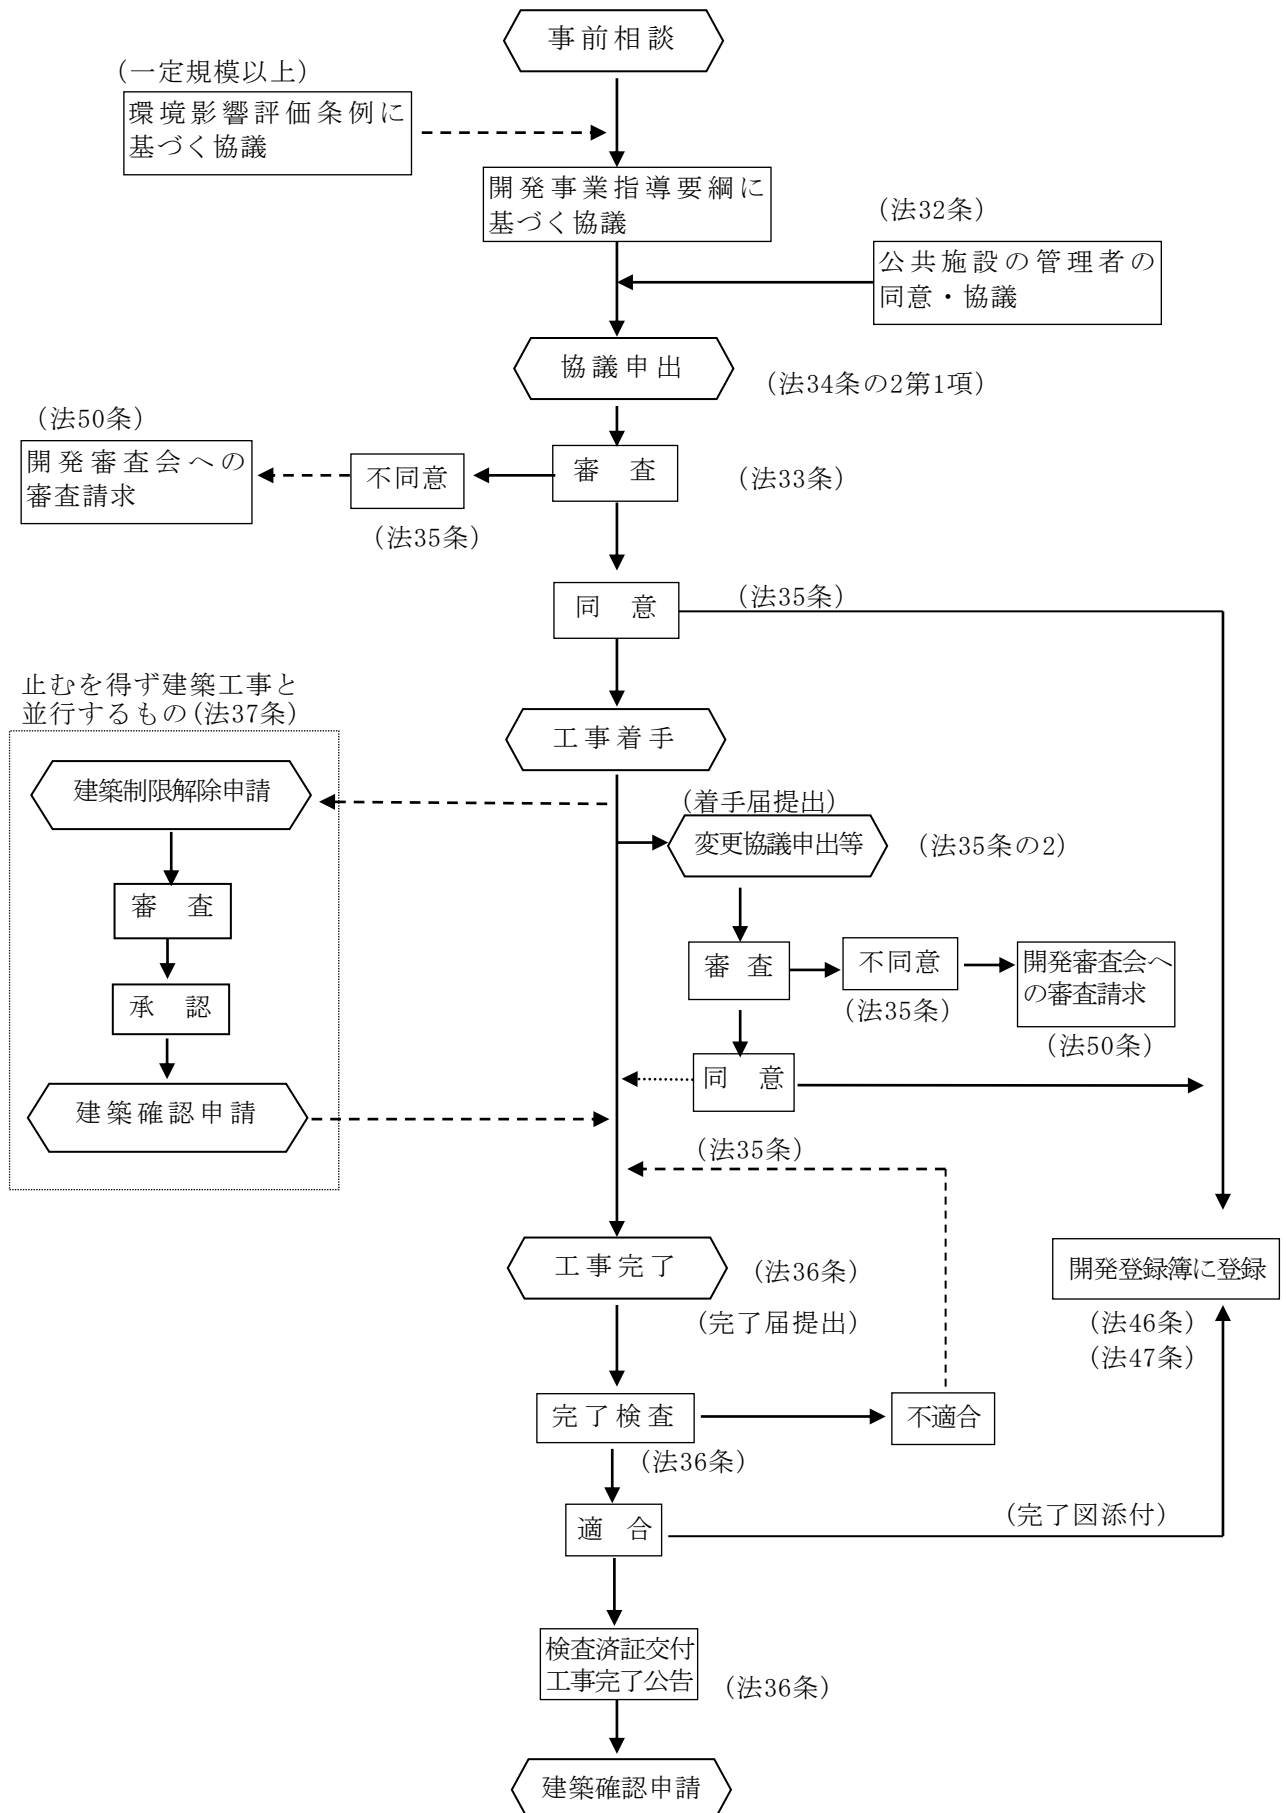 事前相談
(一定規模以上)
環境影響評価条例に
基づく協議
開発事業指導要綱に
基づく協議
(法32条)
公共施設の管理者の
同意・協議
協議申出
(法34条の2第1項)
(法50条)
開発審査会への
審査請求
不同意
(法35条)
審　査
(法33条)
同　意
(法35条)
止むを得ず建築工事と
並行するもの(法37条)
工事着手
建築制限解除申請
(着手届提出)
変更協議申出等
(法35条の2)
審　査
審　査
不同意
(法35条)
開発審査会へ
の審査請求
(法50条)
承　認
同　意
建築確認申請
(法35条)
工事完了
(法36条)
(完了届提出)
開発登録簿に登録
(法46条)
(法47条)
完了検査
不適合
(法36条)
適　合
(完了図添付)
検査済証交付
工事完了公告
(法36条)
建築確認申請